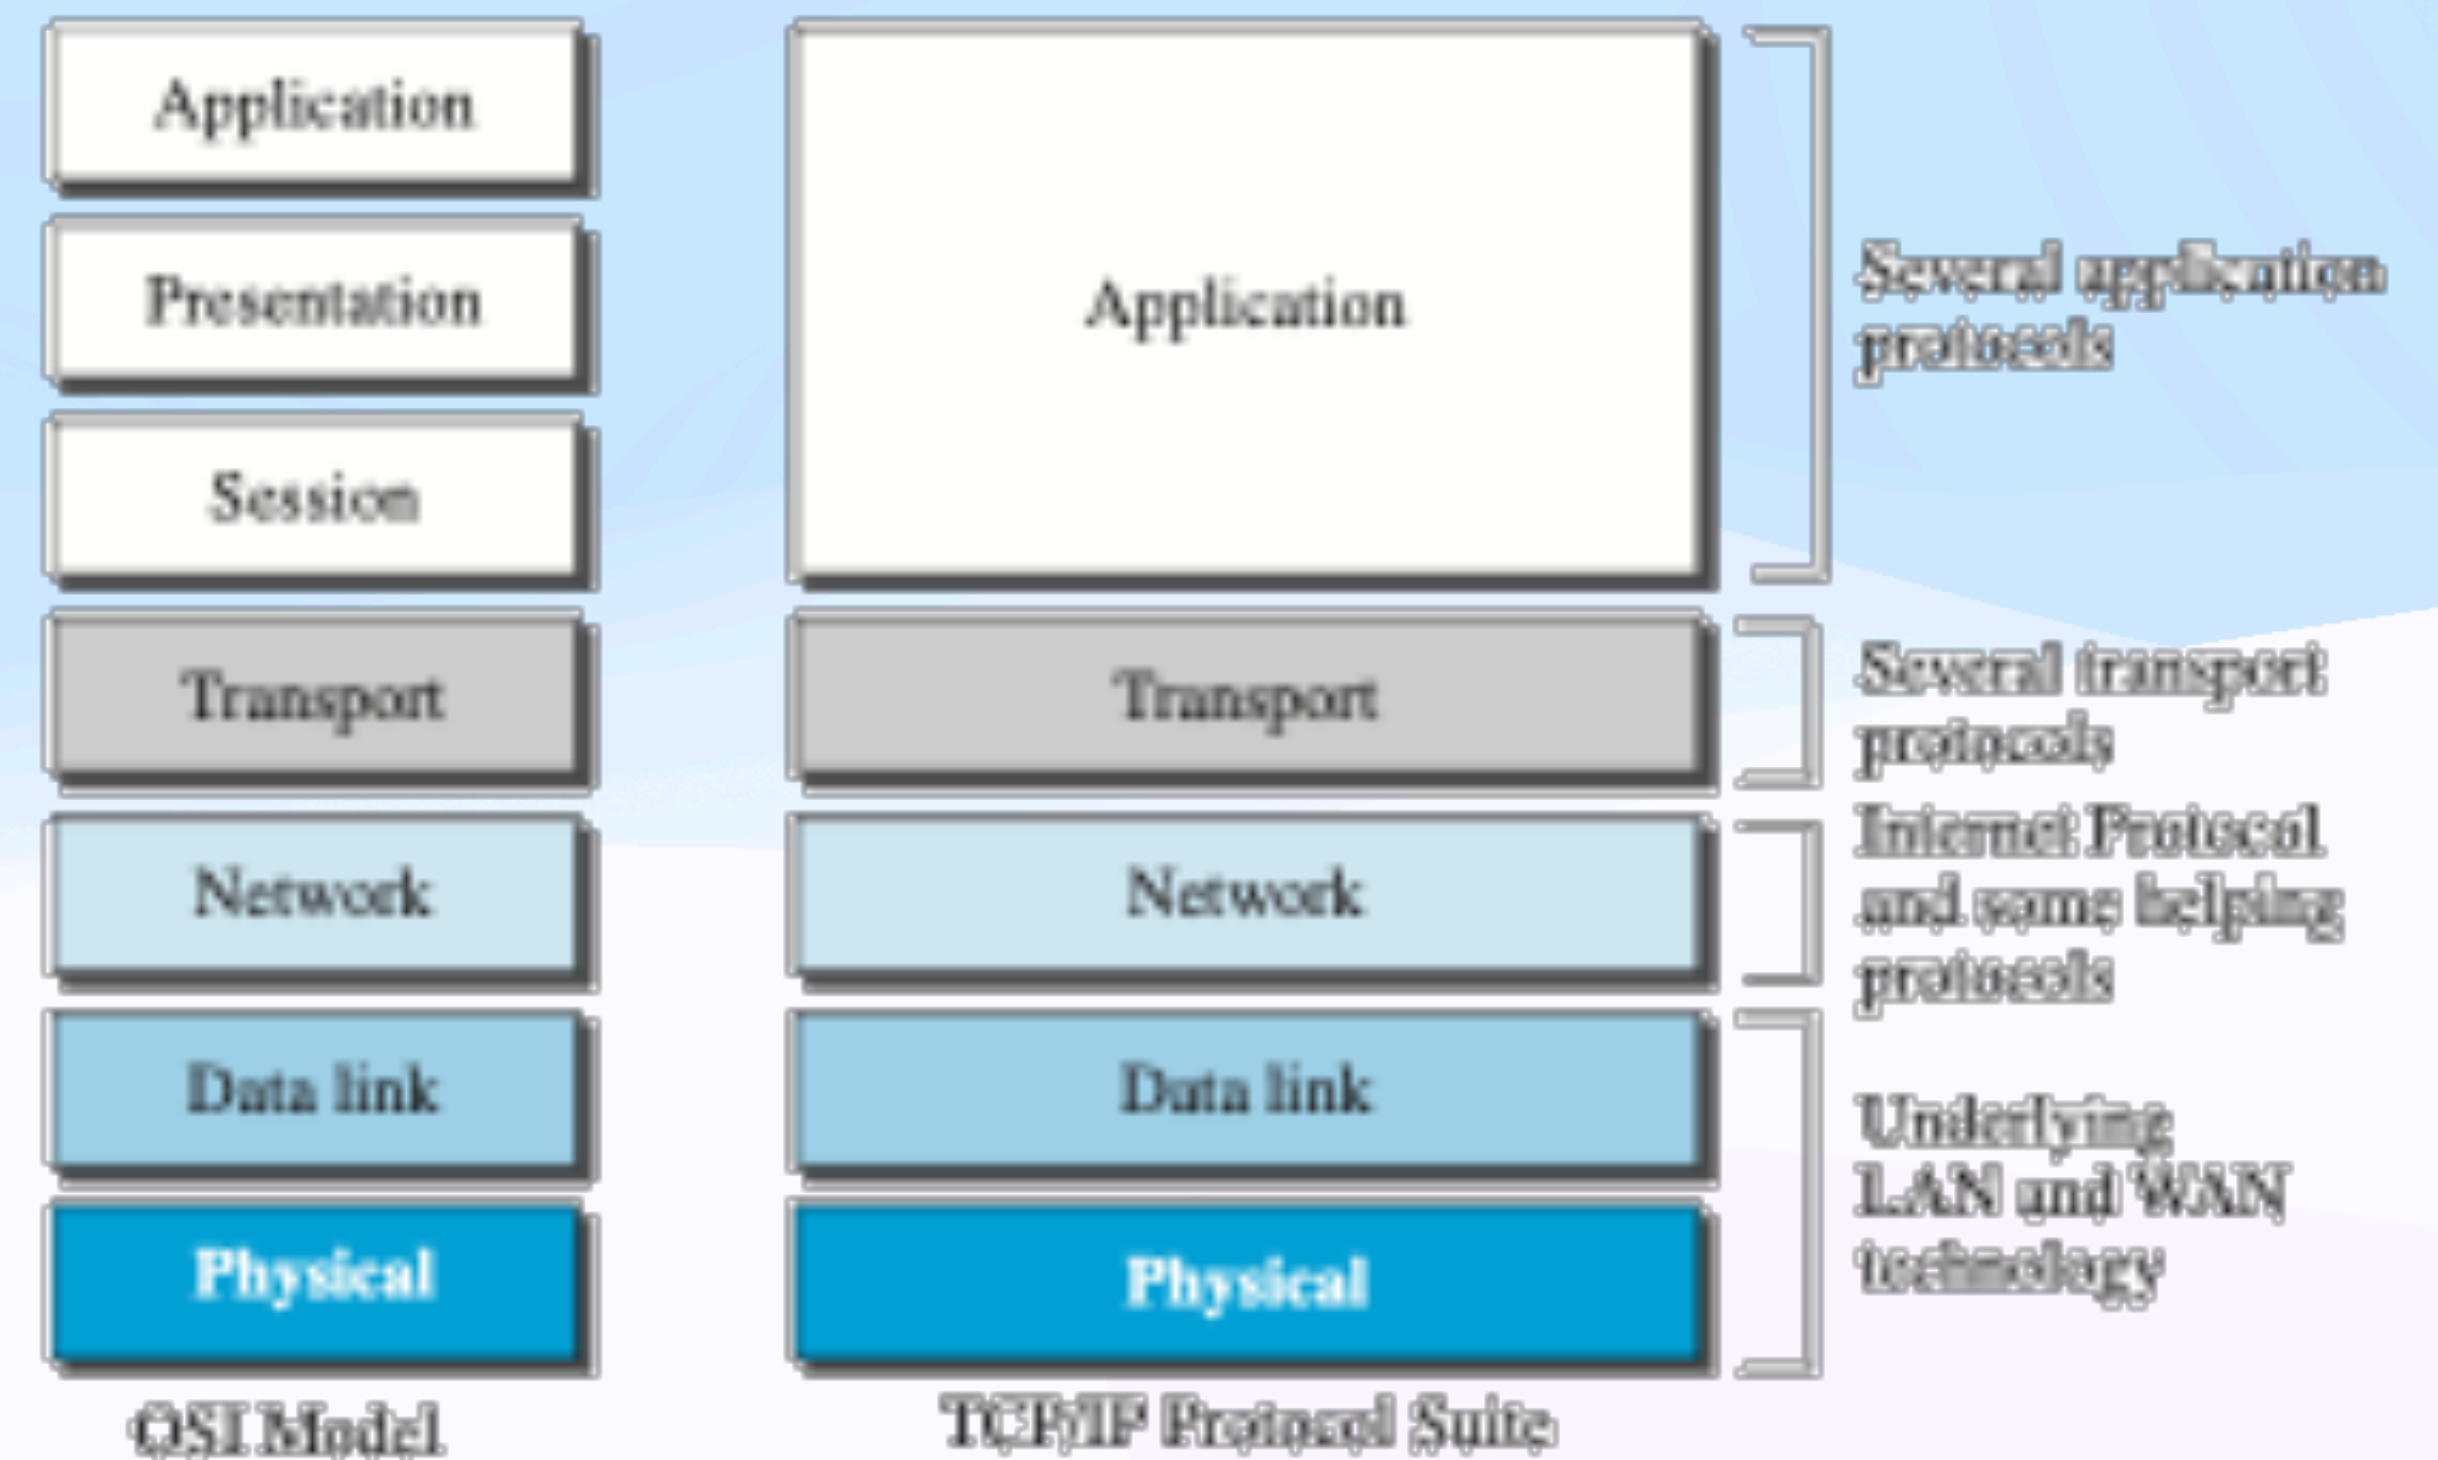 Application
Presentation
Session
Transport
Network
Data link
Physical
OSI Model
Application
Transport
Network
Data link
Physical
TCP/IP Protocol Suite
Several application
protocols
Several transport
protocols
Internet Protocol
and some helping
protocols
Underlying
LAN and WAN
technology